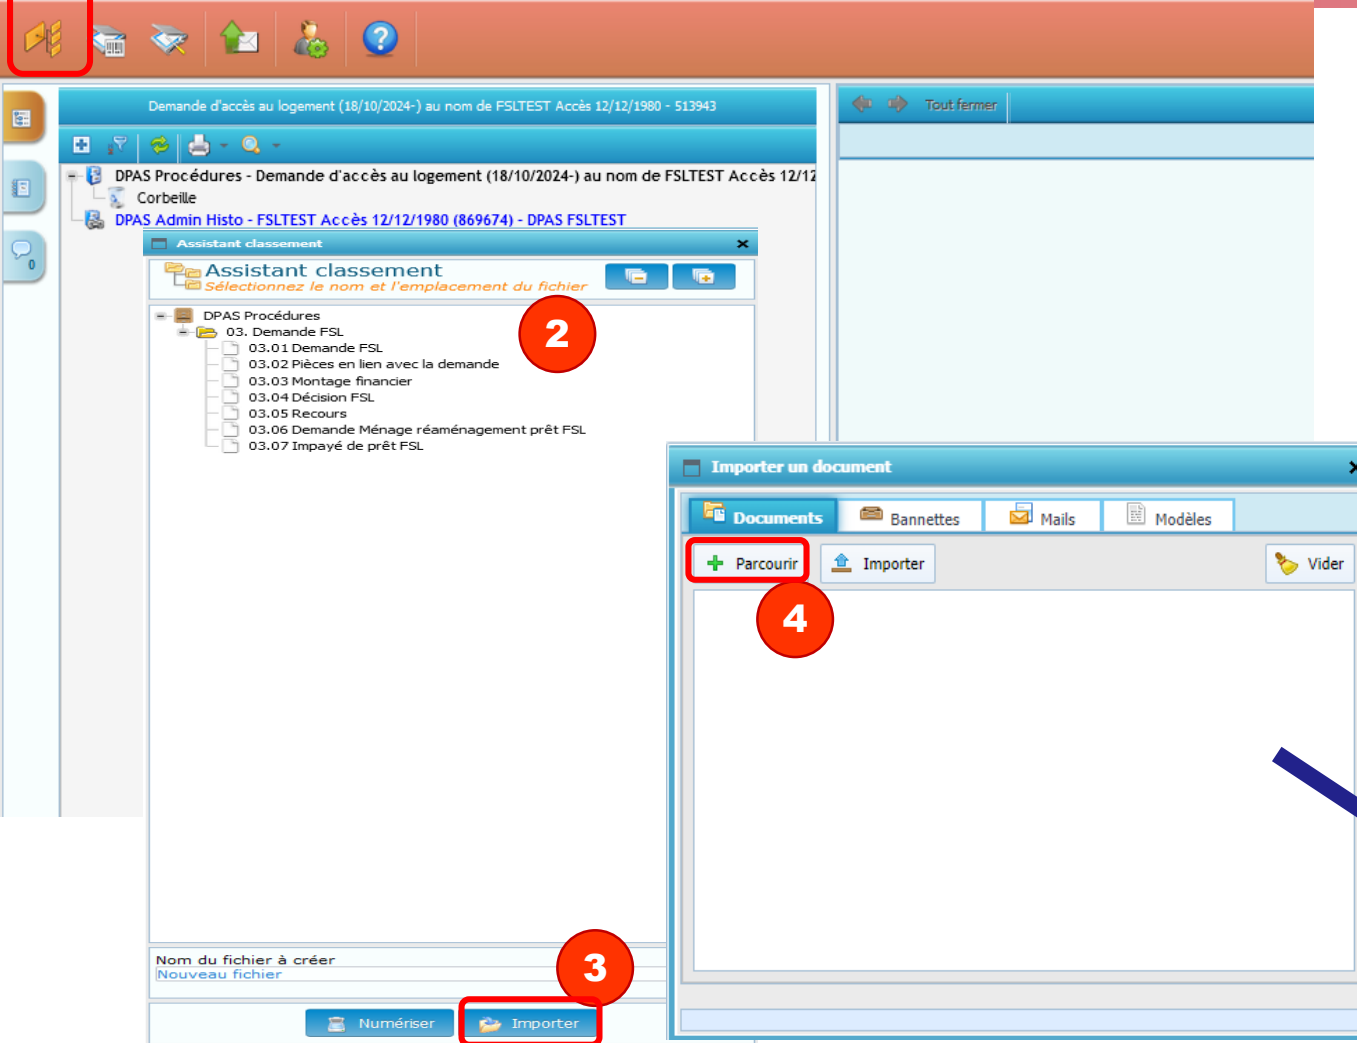 Demande d'accès au logement (18/10/2024-) au nom de FSLTEST Accès 12/12/1980 - 513943
Tout fermer
DPAS Procédures - Demande d'accès au logement (18/10/2024-) au nom de FSLTEST Accès 12/12
Corbeille
DPAS Admin Histo - FSLTEST Accès 12/12/1980 (869674) - DPAS FSLTEST
0
Assistant classement
Assistant classement
Sélectionnez le nom et l'emplacement du fichier
2
DPAS Procédures
03. Demande FSL
03.01 Demande FSL
03.02 Pièces en lien avec la demande
03.03 Montage financier
03.04 Décision FSL
03.05 Recours
03.06 Demande Ménage réaménagement prêt FSL
03.07 Impayé de prêt FSL
Importer un document
Documents
Bannettes
Mails
Modèles
Parcourir
Importer
Vider
4
Nom du fichier à créer
Nouveau fichier
3
Numériser
Importer